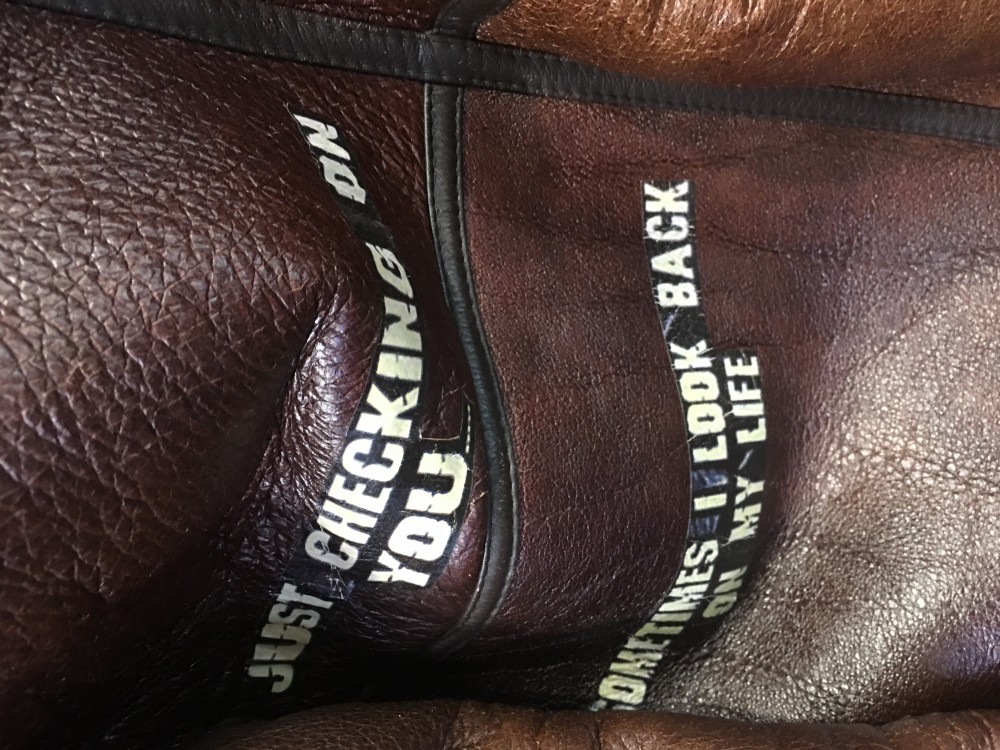 JUST CHECKING ON
YOU
SOMETIMES I LOOK BACK
ON MY LIFE